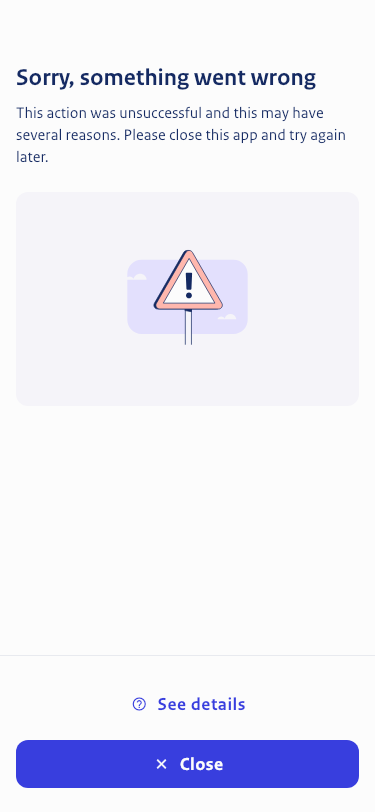 Sorry, something went wrong
This action was unsuccessful and this may have
several reasons. Please close this app and try again
later.
See details
Close